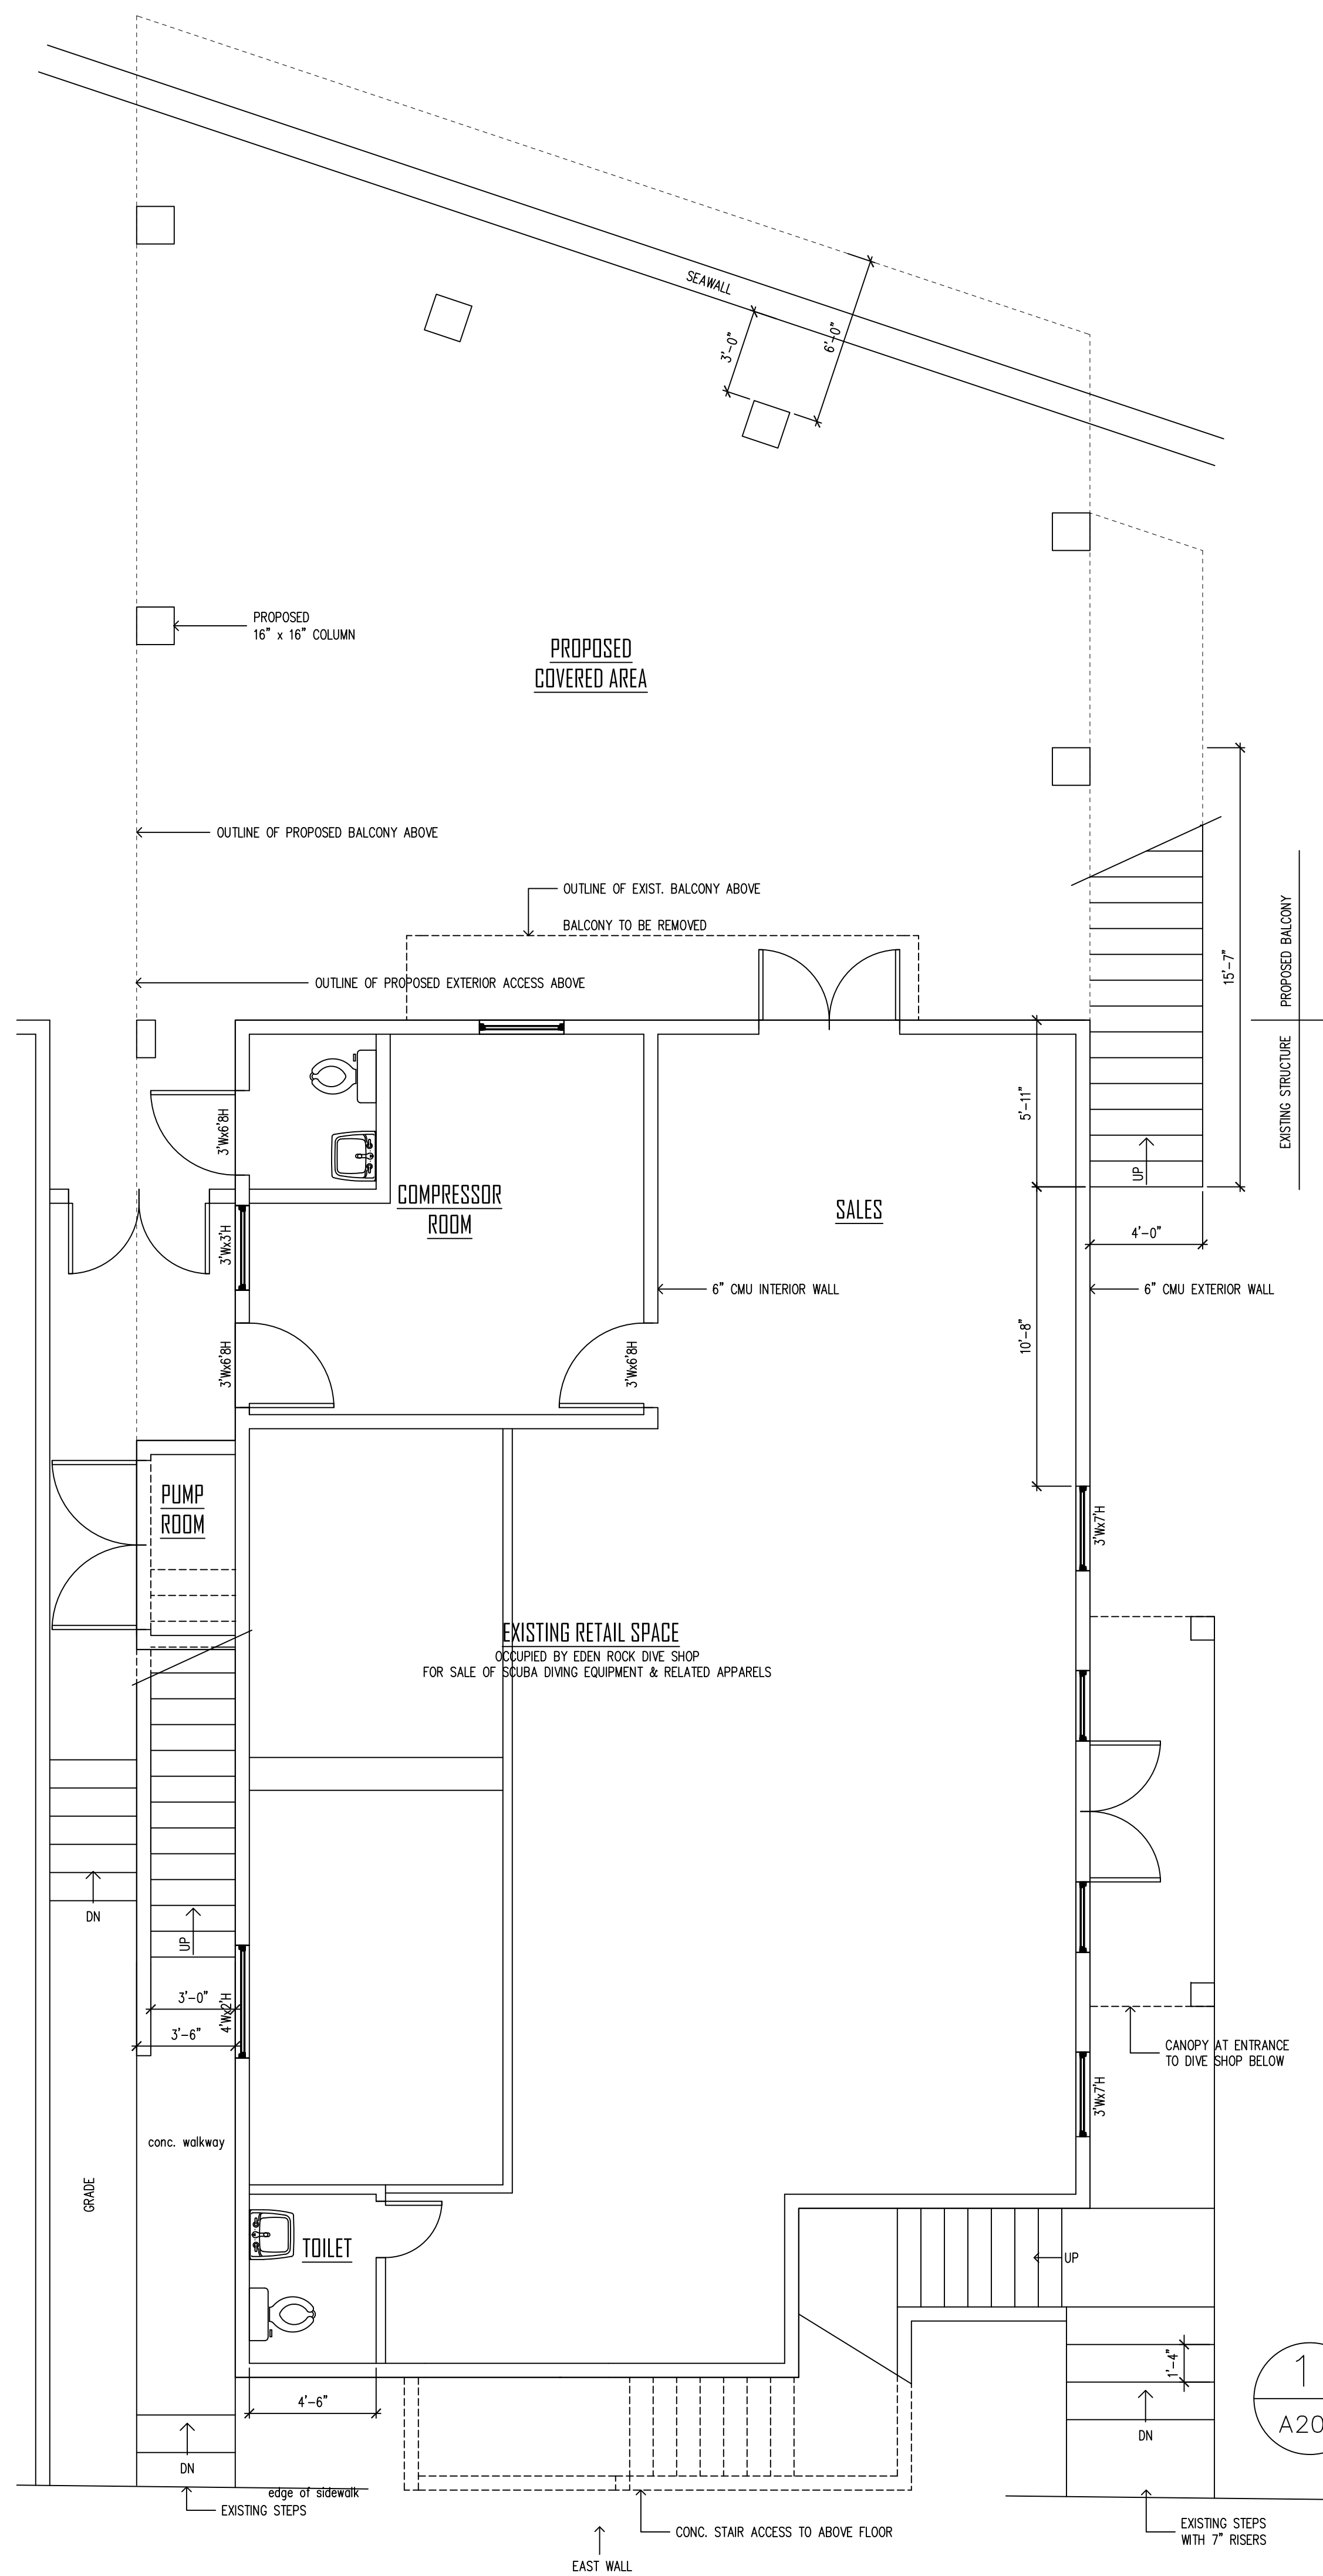 SEAWALL
3'-0"
6'-0"
PROPOSED
16" x 16" COLUMN
PROPOSED
COVERED AREA
OUTLINE OF PROPOSED BALCONY ABOVE
OUTLINE OF EXIST. BALCONY ABOVE
BALCONY TO BE REMOVED
OUTLINE OF PROPOSED EXTERIOR ACCESS ABOVE
15'-7"
PROPOSED BALCONY
EXISTING STRUCTURE
5'-11"
3'Wx6'8H
UP
COMPRESSOR
ROOM
SALES
3'Wx3'H
4'-0"
6" CMU INTERIOR WALL
6" CMU EXTERIOR WALL
10'-8"
3'Wx6'8H
3'Wx6'8H
PUMP
ROOM
3'Wx7'H
EXISTING RETAIL SPACE
OCCUPIED BY EDEN ROCK DIVE SHOP
FOR SALE OF SCUBA DIVING EQUIPMENT & RELATED APPARELS
DN
UP
3'-0"
4'Wx2'H
3'-6"
CANOPY AT ENTRANCE
TO DIVE SHOP BELOW
3'Wx7'H
conc. walkway
GRADE
TOILET
UP
1'-4"
1
A20
4'-6"
DN
DN
edge of sidewalk
EXISTING STEPS
CONC. STAIR ACCESS TO ABOVE FLOOR
EXISTING STEPS
WITH 7" RISERS
EAST WALL